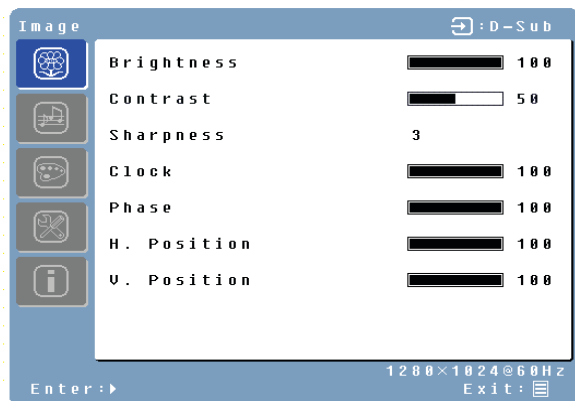 Image :D-Sub
Brightness 100
Contrast 50
Sharpness 3
Clock 100
Phase 100
H. Position 100
V. Position 100
1280×1024@60Hz
Enter: Exit: